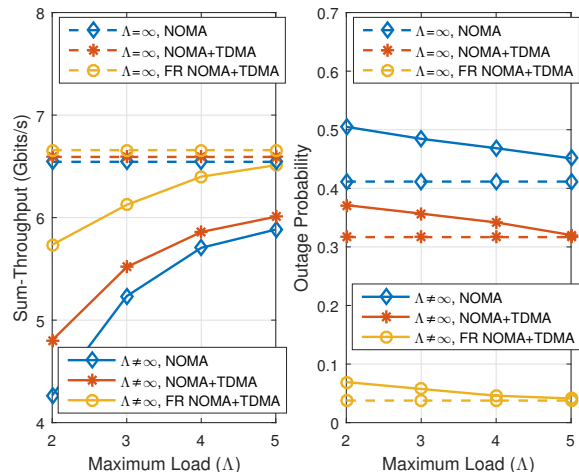 8
7
6
5
4
Sum-Throughput (Gbits/s)
Λ=∞, NOMA
Λ=∞, NOMA+TDMA
Λ=∞, FR NOMA+TDMA
Λ≠∞, NOMA
Λ≠∞, NOMA+TDMA
Λ≠∞, FR NOMA+TDMA
2 3 4 5
Maximum Load (Λ)
0.7
0.6
0.5
0.4
0.3
0.2
0.1
0
Outage Probability
Λ=∞, NOMA
Λ=∞, NOMA+TDMA
Λ=∞, FR NOMA+TDMA
Λ≠∞, NOMA
Λ≠∞, NOMA+TDMA
Λ≠∞, FR NOMA+TDMA
2 3 4 5
Maximum Load (Λ)